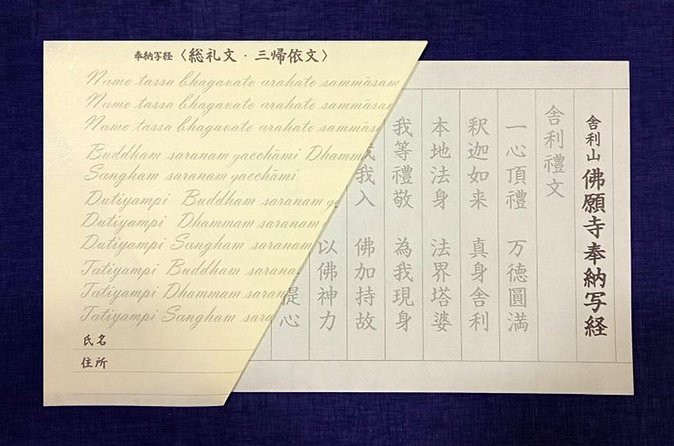 奉納写経〈総礼文・三帰依文〉
Namo tassa bhagavato arahato sammāsam
Namo tassa bhagavato arahato sammāsam
Namo tassa bhagavato arahato sammāsa
Buddham saranam gacchāmi Dhamm
Sangham saranam gacchāmi
Dutiyampi Buddham saranam g
Dutiyampi Dhammam saranam
Dutiyampi Sangham saranam
Tatiyampi Buddham sarana
Tatiyampi Dhammam saranam
Tatiyampi Sangham sara
氏名
住所
舎利山 佛願寺奉納写経
舎利禮文
一心頂禮 万徳圓満
釈迦如来 真身舎利
本地法身 法界塔婆
我等禮敬 為我現身
我入 佛加持故
以佛神力
提心